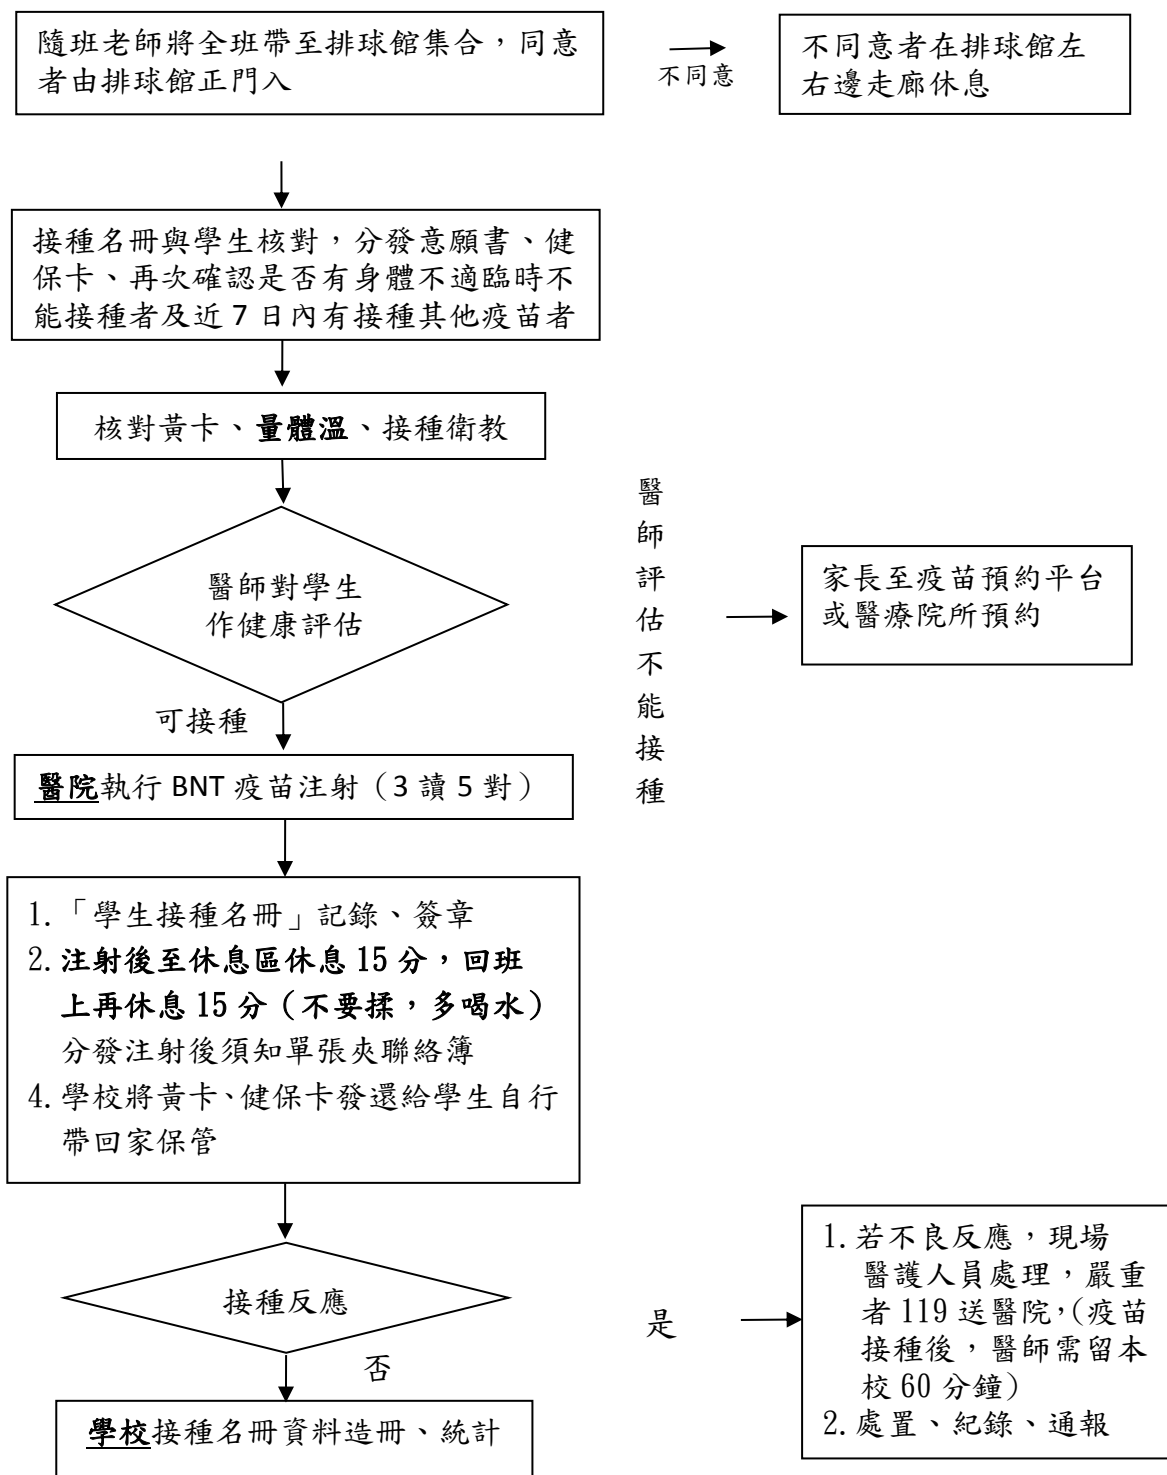 隨班老師將全班帶至排球館集合，同意
者由排球館正門入
不同意
不同意者在排球館左
右邊走廊休息
接種名冊與學生核對，分發意願書、健
保卡、再次確認是否有身體不適臨時不
能接種者及近 7 日內有接種其他疫苗者
核對黃卡、量體溫、接種衛教
醫師對學生
作健康評估
醫師評估不能接種
家長至疫苗預約平台
或醫療院所預約
可接種
醫院執行 BNT 疫苗注射（3 讀 5 對）
1.「學生接種名冊」記錄、簽章
2. 注射後至休息區休息 15 分，回班
上再休息 15 分（不要揉，多喝水）
分發注射後須知單張夾聯絡簿
4. 學校將黃卡、健保卡發還給學生自行
帶回家保管
接種反應
是
1. 若不良反應，現場
醫護人員處理，嚴重
者 119 送醫院，（疫苗
接種後，醫師需留本
校 60 分鐘）
2. 處置、紀錄、通報
否
學校接種名冊資料造冊、統計